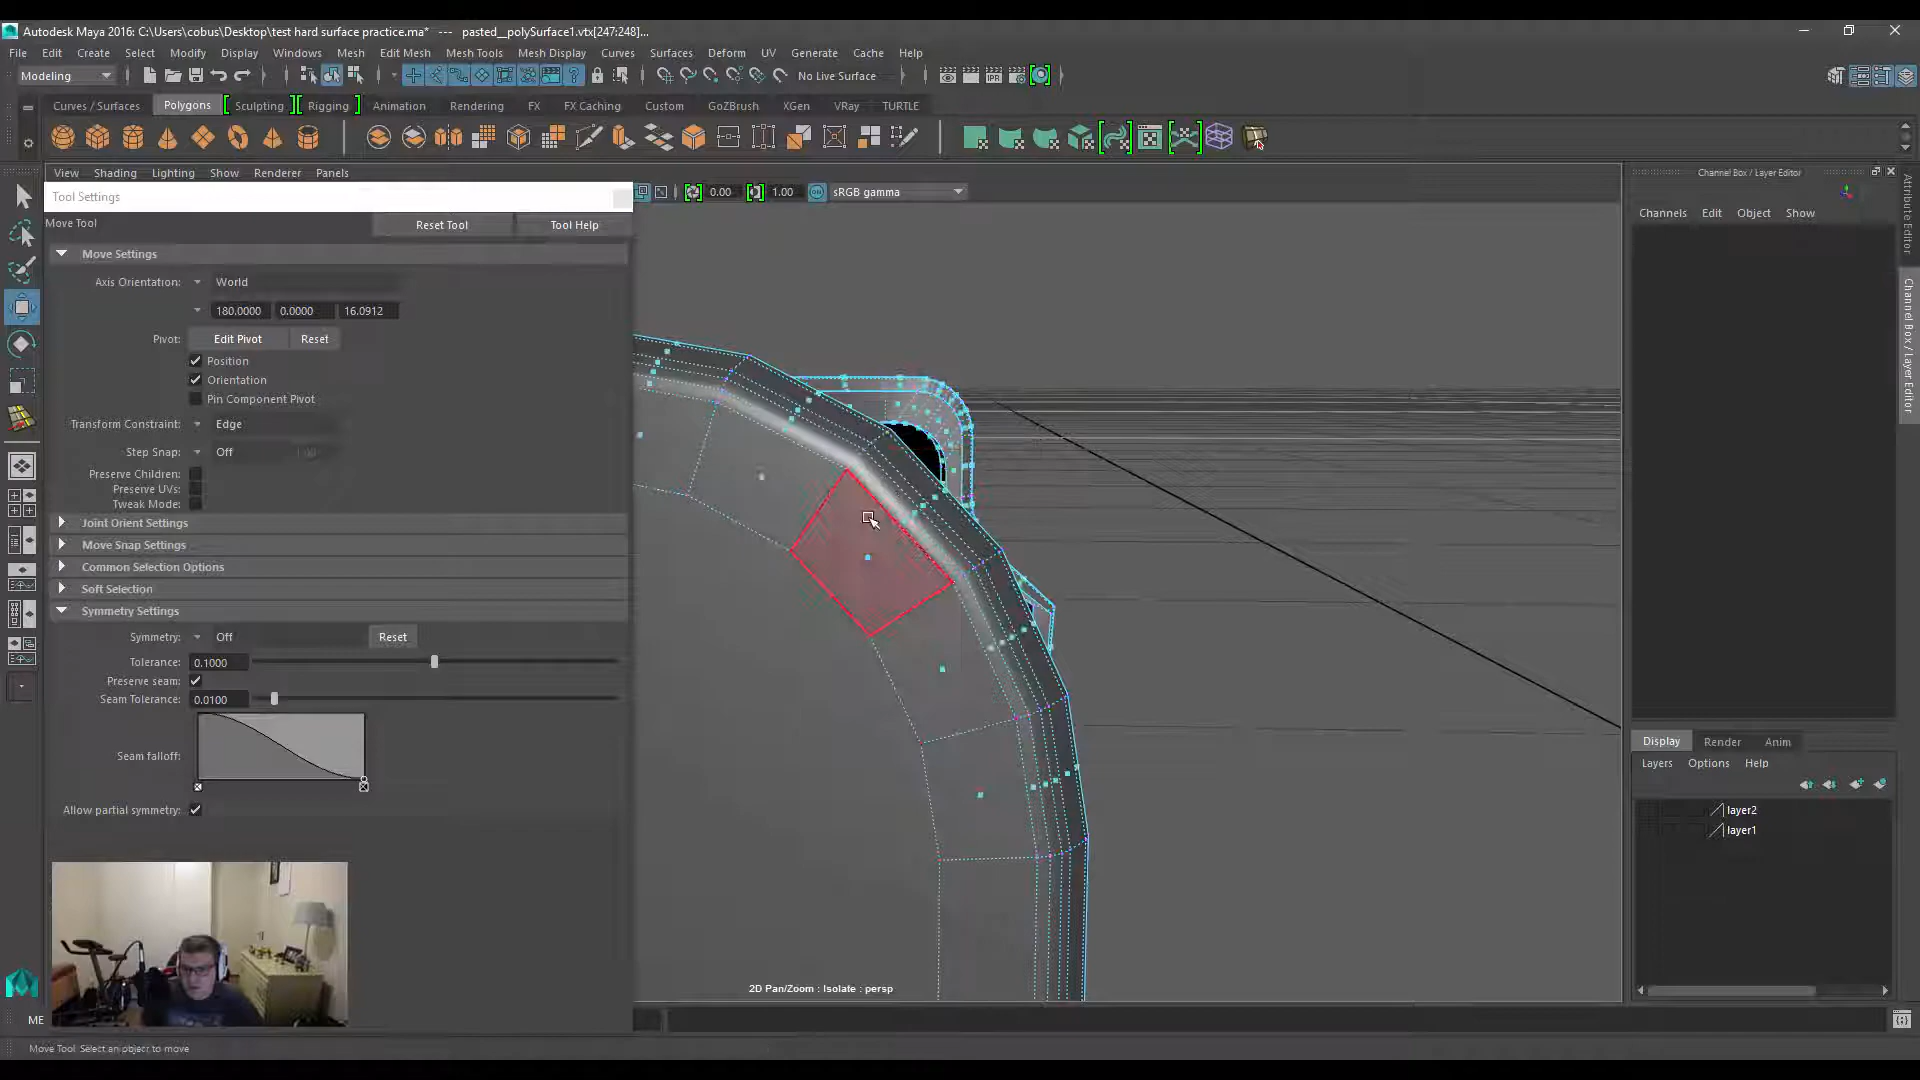 Autodesk Maya 2016: C:\Users\cobus\Desktop\test hard surface practice.ma* --- pasted__polySurface1.vtx[247:248]...
File Edit Create Select Modify Display Windows Mesh Edit Mesh Mesh Tools Mesh Display Curves Surfaces Deform UV Generate Cache Help
Modeling No Live Surface
Curves / Surfaces Polygons Sculpting Rigging Animation Rendering FX FX Caching Custom GoZBrush XGen VRay TURTLE
View Shading Lighting Show Renderer Panels
Channel Box / Layer Editor
Tool Settings
0.00 1.00 sRGB gamma
Move Tool Reset Tool Tool Help
Channels Edit Object Show
Attribute Editor
Channel Box / Layer Editor
Move Settings
Axis Orientation: World
180.0000 0.0000 16.0912
Pivot: Edit Pivot Reset
Position
Orientation
Pin Component Pivot
Transform Constraint: Edge
Step Snap: Off
Preserve Children:
Preserve UVs:
Tweak Mode:
Joint Orient Settings
Move Snap Settings
Common Selection Options
Soft Selection
Symmetry Settings
Symmetry: Off Reset
Tolerance: 0.1000
Preserve seam:
Seam Tolerance: 0.0100
Seam falloff:
Allow partial symmetry:
Display Render Anim
Layers Options Help
layer2
layer1
2D Pan/Zoom : Isolate : persp
ME
Move Tool: Select an object to move